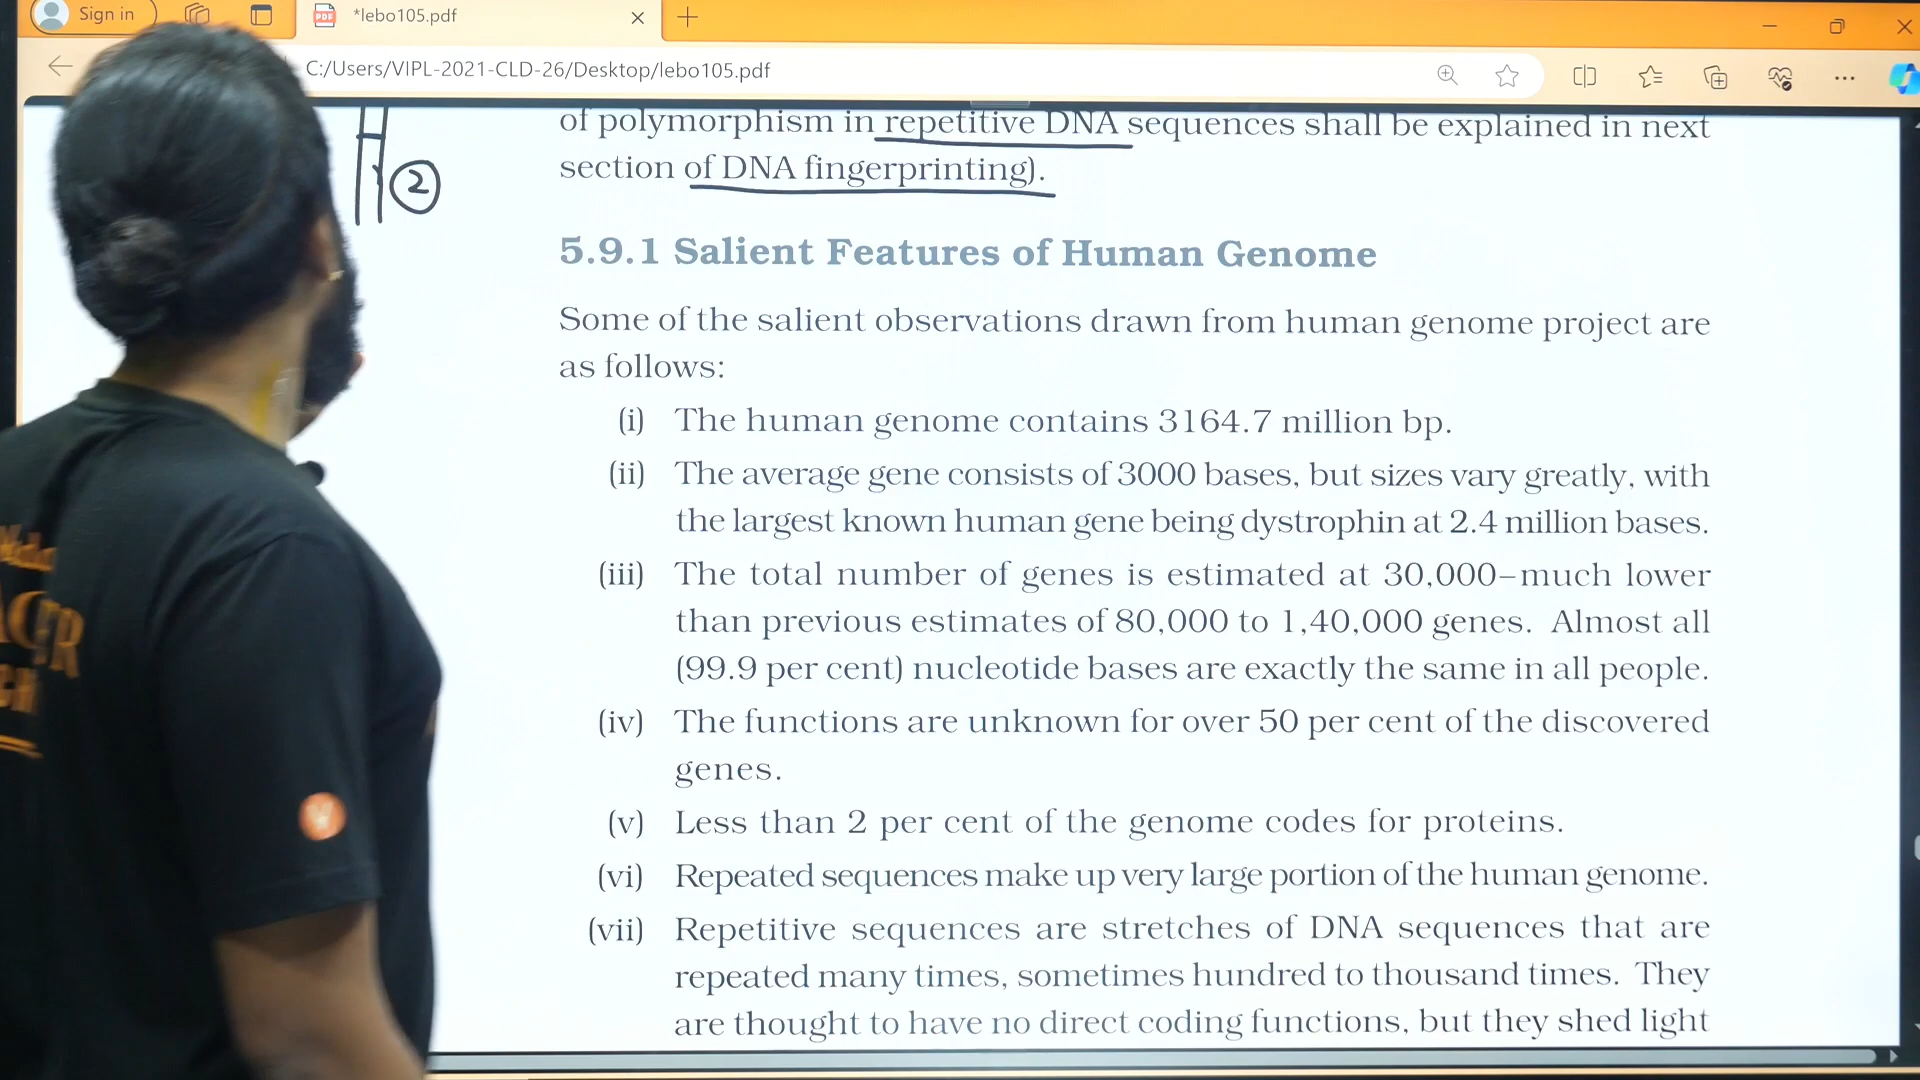 Sign in
*lebo105.pdf
C:/Users/VIPL-2021-CLD-26/Desktop/lebo105.pdf
of polymorphism in repetitive DNA sequences shall be explained in next
section of DNA fingerprinting).
2
5.9.1 Salient Features of Human Genome
Some of the salient observations drawn from human genome project are
as follows:
(i) The human genome contains 3164.7 million bp.
(ii) The average gene consists of 3000 bases, but sizes vary greatly, with
the largest known human gene being dystrophin at 2.4 million bases.
(iii) The total number of genes is estimated at 30,000–much lower
than previous estimates of 80,000 to 1,40,000 genes. Almost all
(99.9 per cent) nucleotide bases are exactly the same in all people.
(iv) The functions are unknown for over 50 per cent of the discovered
genes.
(v) Less than 2 per cent of the genome codes for proteins.
(vi) Repeated sequences make up very large portion of the human genome.
(vii) Repetitive sequences are stretches of DNA sequences that are
repeated many times, sometimes hundred to thousand times. They
are thought to have no direct coding functions, but they shed light